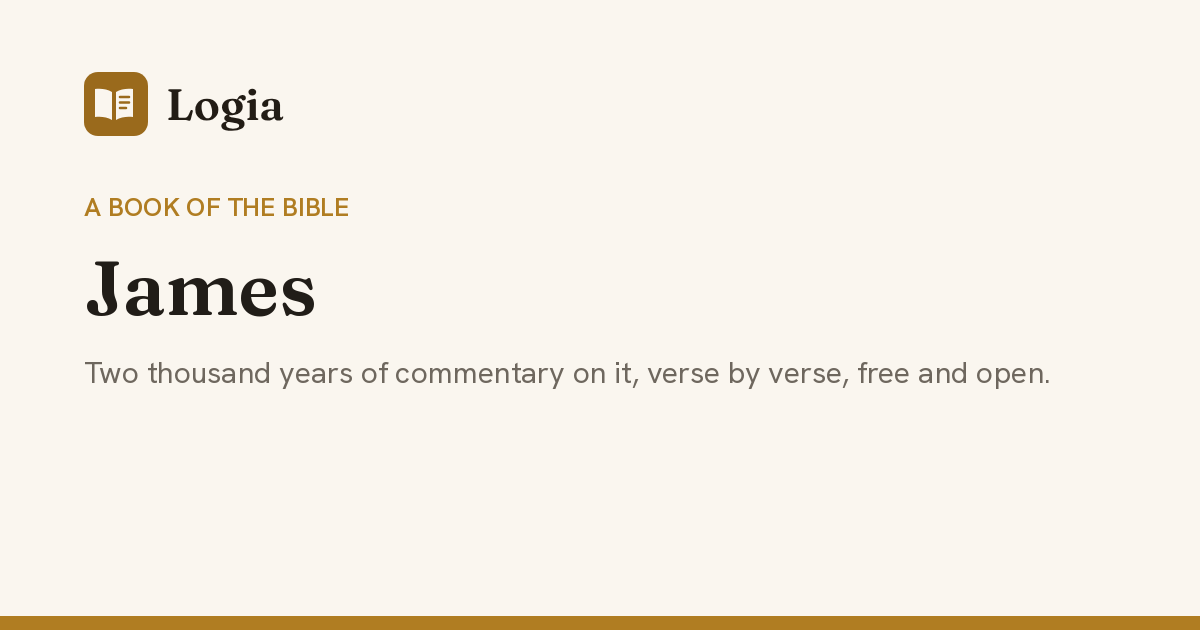 Logia
A BOOK OF THE BIBLE
James
Two thousand years of commentary on it, verse by verse, free and open.